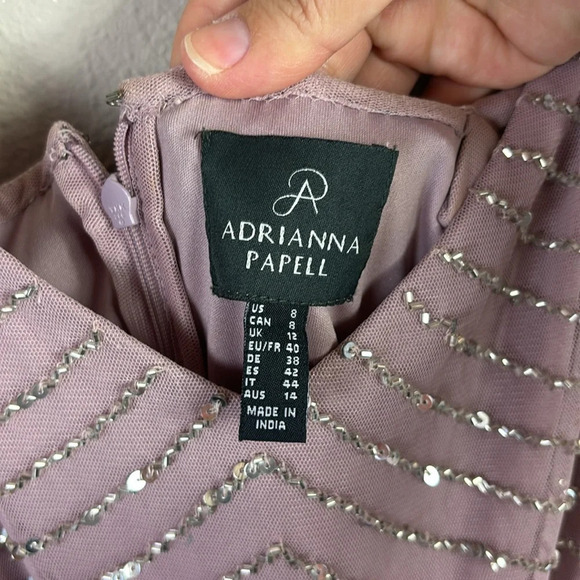 ADRIANNA
PAPELL
US 8
CAN 8
UK 12
EU/FR 40
DE 38
ES 42
IT 44
AUS 14
MADE IN
INDIA